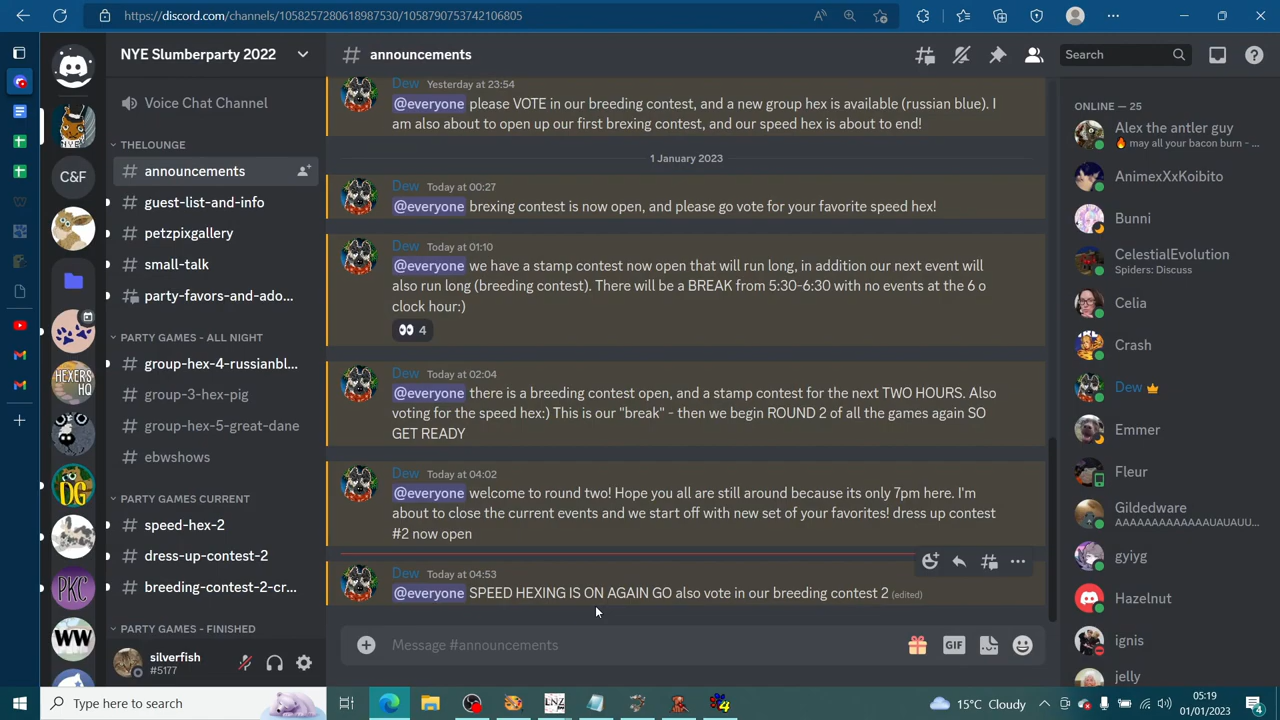 https://discord.com/channels/1058257280618987530/1058790753742106805
NYE Slumberparty 2022
# announcements
Search
Voice Chat Channel
THELOUNGE
# announcements
# guest-list-and-info
# petzpixgallery
# small-talk
party-favors-and-ado...
PARTY GAMES - ALL NIGHT
# group-hex-4-russianbl...
# group-3-hex-pig
# group-hex-5-great-dane
# ebwshows
PARTY GAMES CURRENT
# speed-hex-2
# dress-up-contest-2
breeding-contest-2-cr...
PARTY GAMES - FINISHED
silverfish
#5177
C&F
HEXERS
HQ
DG
PKC
WW
Dew Yesterday at 23:54
@everyone please VOTE in our breeding contest, and a new group hex is available (russian blue). I
am also about to open up our first brexing contest, and our speed hex is about to end!
1 January 2023
Dew Today at 00:27
@everyone brexing contest is now open, and please go vote for your favorite speed hex!
Dew Today at 01:10
@everyone we have a stamp contest now open that will run long, in addition our next event will
also run long (breeding contest). There will be a BREAK from 5:30-6:30 with no events at the 6 o
clock hour:)
4
Dew Today at 02:04
@everyone there is a breeding contest open, and a stamp contest for the next TWO HOURS. Also
voting for the speed hex:) This is our "break" - then we begin ROUND 2 of all the games again SO
GET READY
Dew Today at 04:02
@everyone welcome to round two! Hope you all are still around because its only 7pm here. I'm
about to close the current events and we start off with new set of your favorites! dress up contest
#2 now open
Dew Today at 04:53
@everyone SPEED HEXING IS ON AGAIN GO also vote in our breeding contest 2 (edited)
Message #announcements
GIF
ONLINE — 25
Alex the antler guy
🔥 may all your bacon burn – ...
AnimexXxKoibito
Bunni
CelestialEvolution
Spiders: Discuss
Celia
Crash
Dew
Emmer
Fleur
Gildedware
AAAAAAAAAAAAUAUAUU...
gyiyg
Hazelnut
ignis
jelly
Type here to search
LNZ
4
15°C Cloudy
05:19
01/01/2023
4